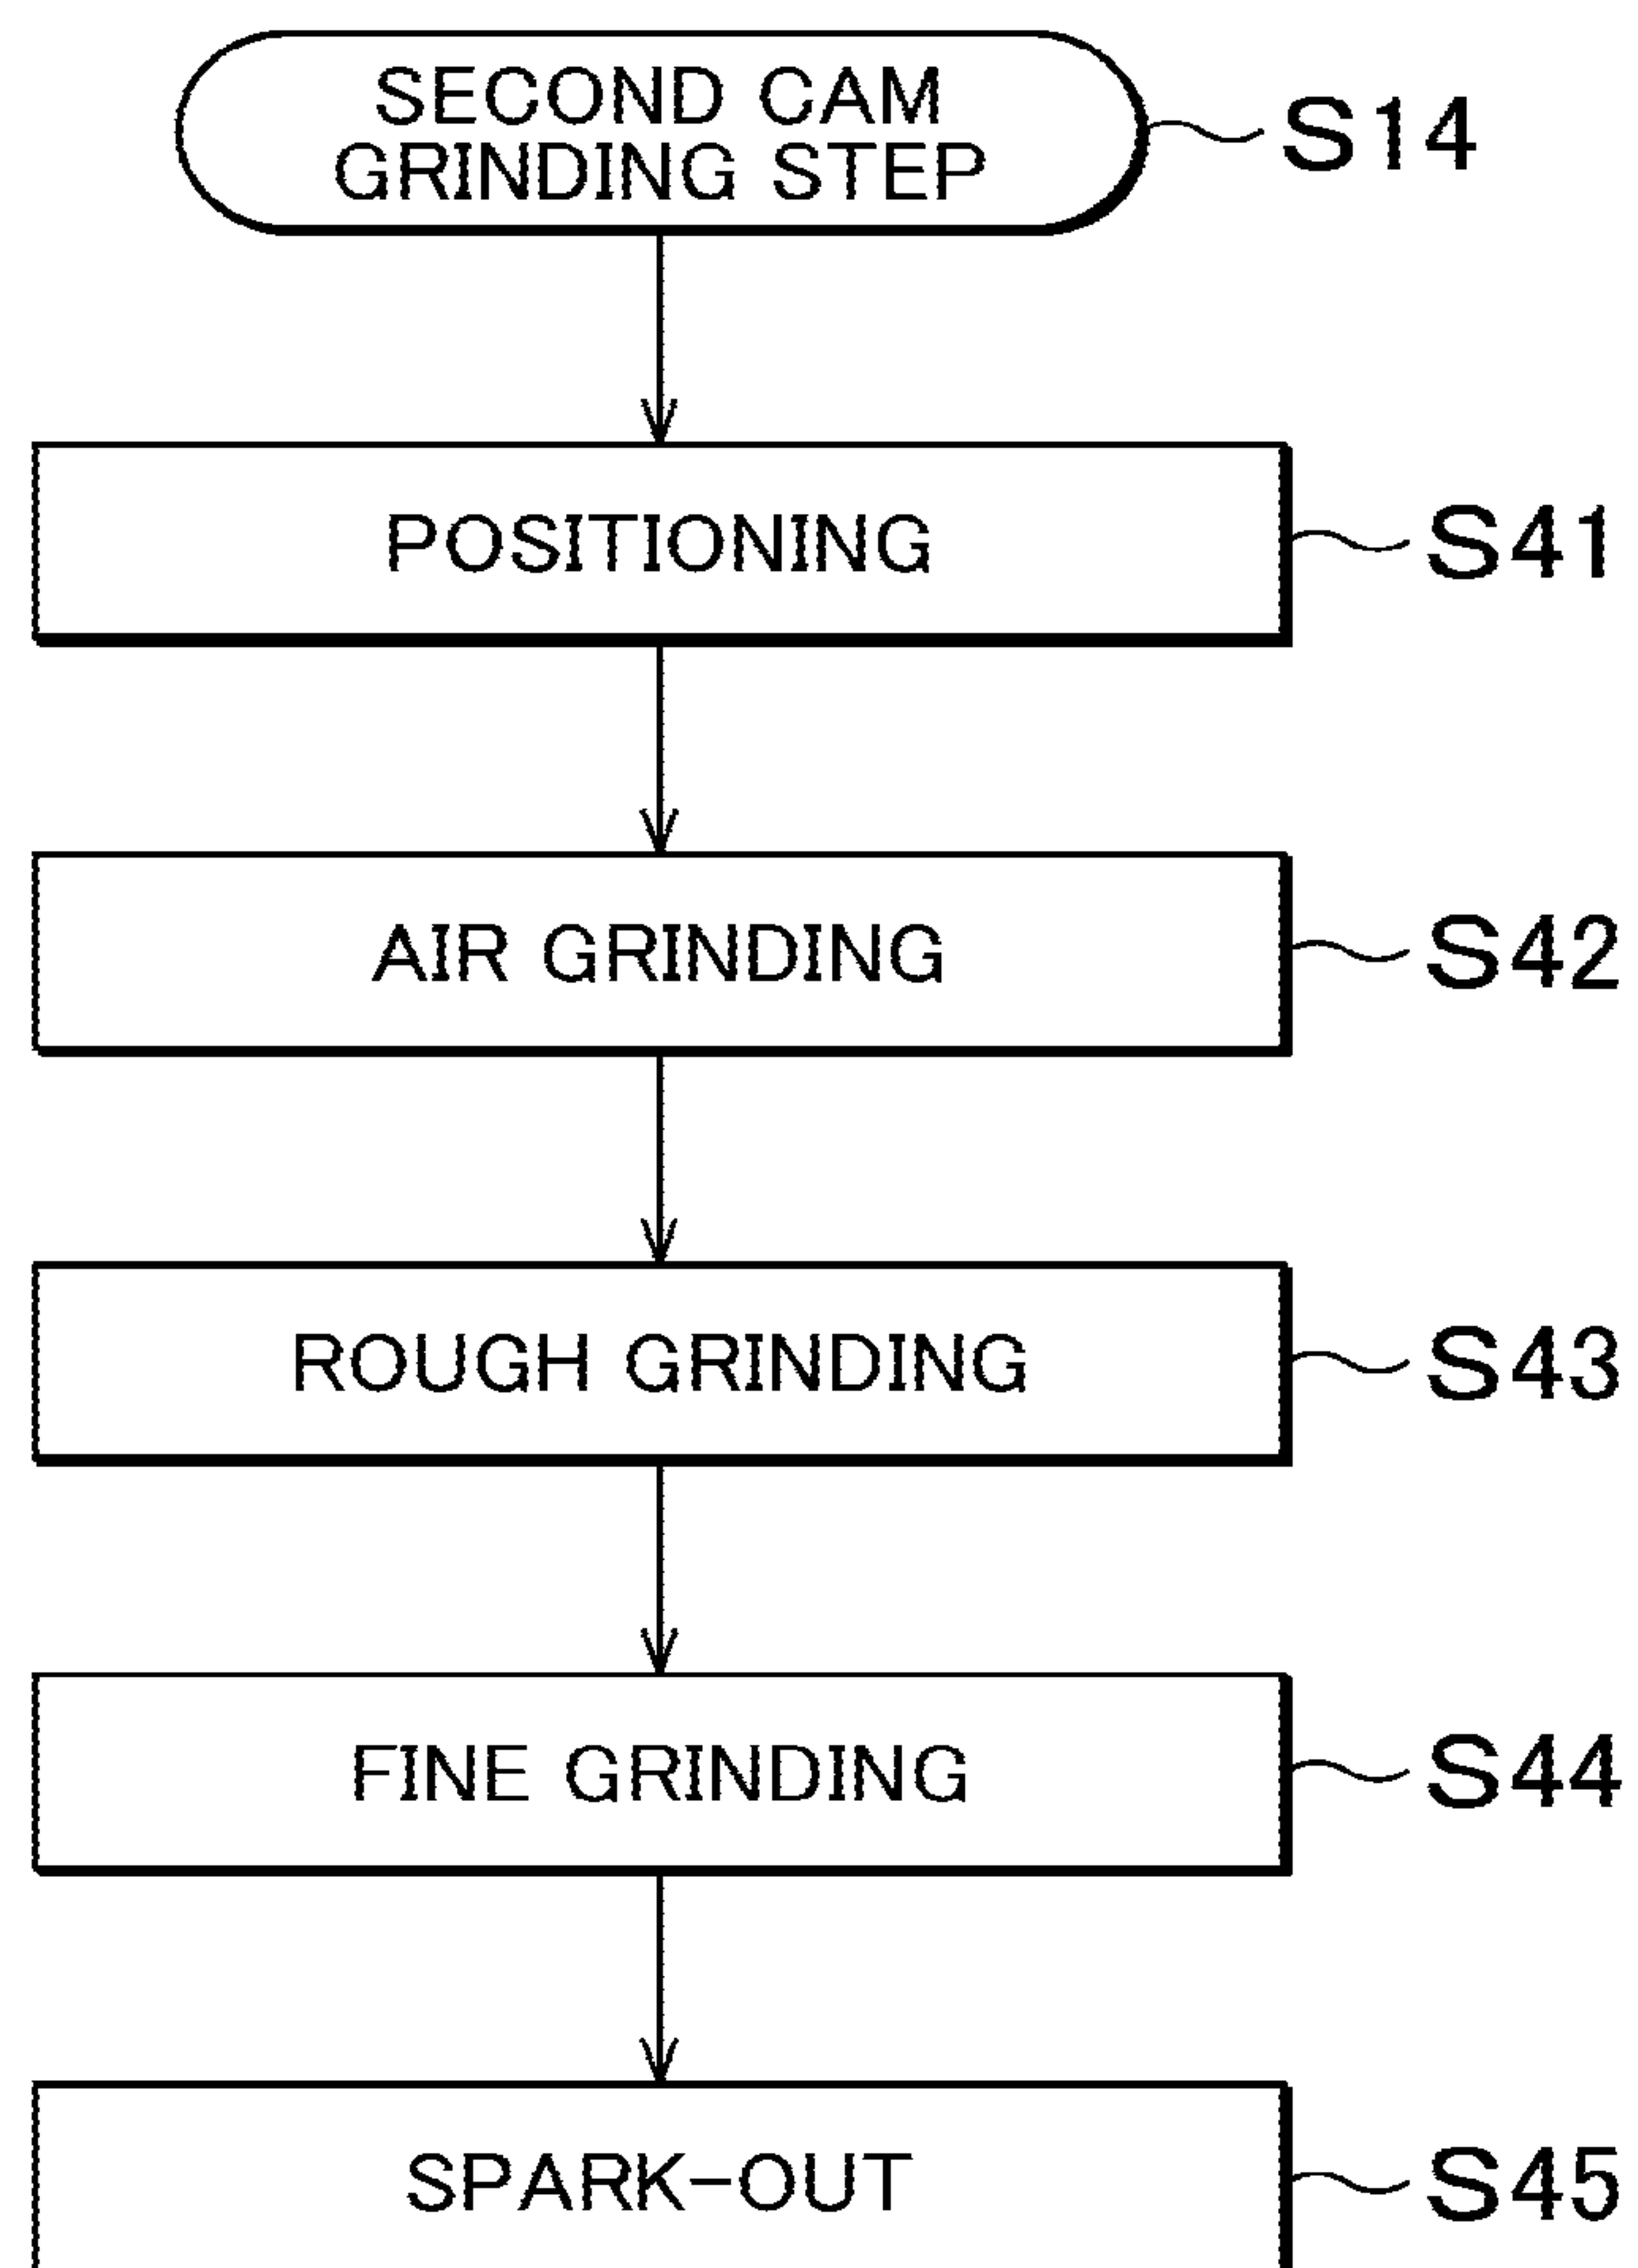 SECOND CAM
GRINDING STEP
S14
POSITIONING
S41
AIR GRINDING
S42
ROUGH GRINDING
S43
FINE GRINDING
S44
SPARK-OUT
S45